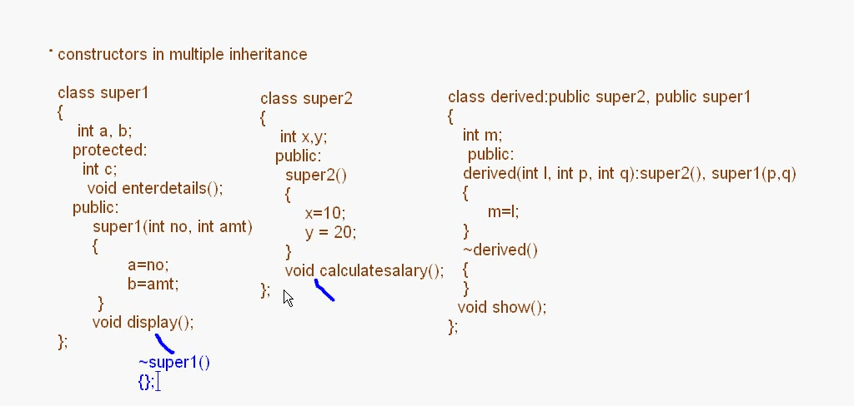 * constructors in multiple inheritance
class super1
{
int a, b;
protected:
int c;
void enterdetails();
public:
super1(int no, int amt)
{
a=no;
b=amt;
}
void display();
};
~super1()
{};
class super2
{
int x,y;
public:
super2()
{
x=10;
y = 20;
}
void calculatesalary();
};
class derived:public super2, public super1
{
int m;
public:
derived(int l, int p, int q):super2(), super1(p,q)
{
m=l;
}
~derived()
{
}
void show();
};